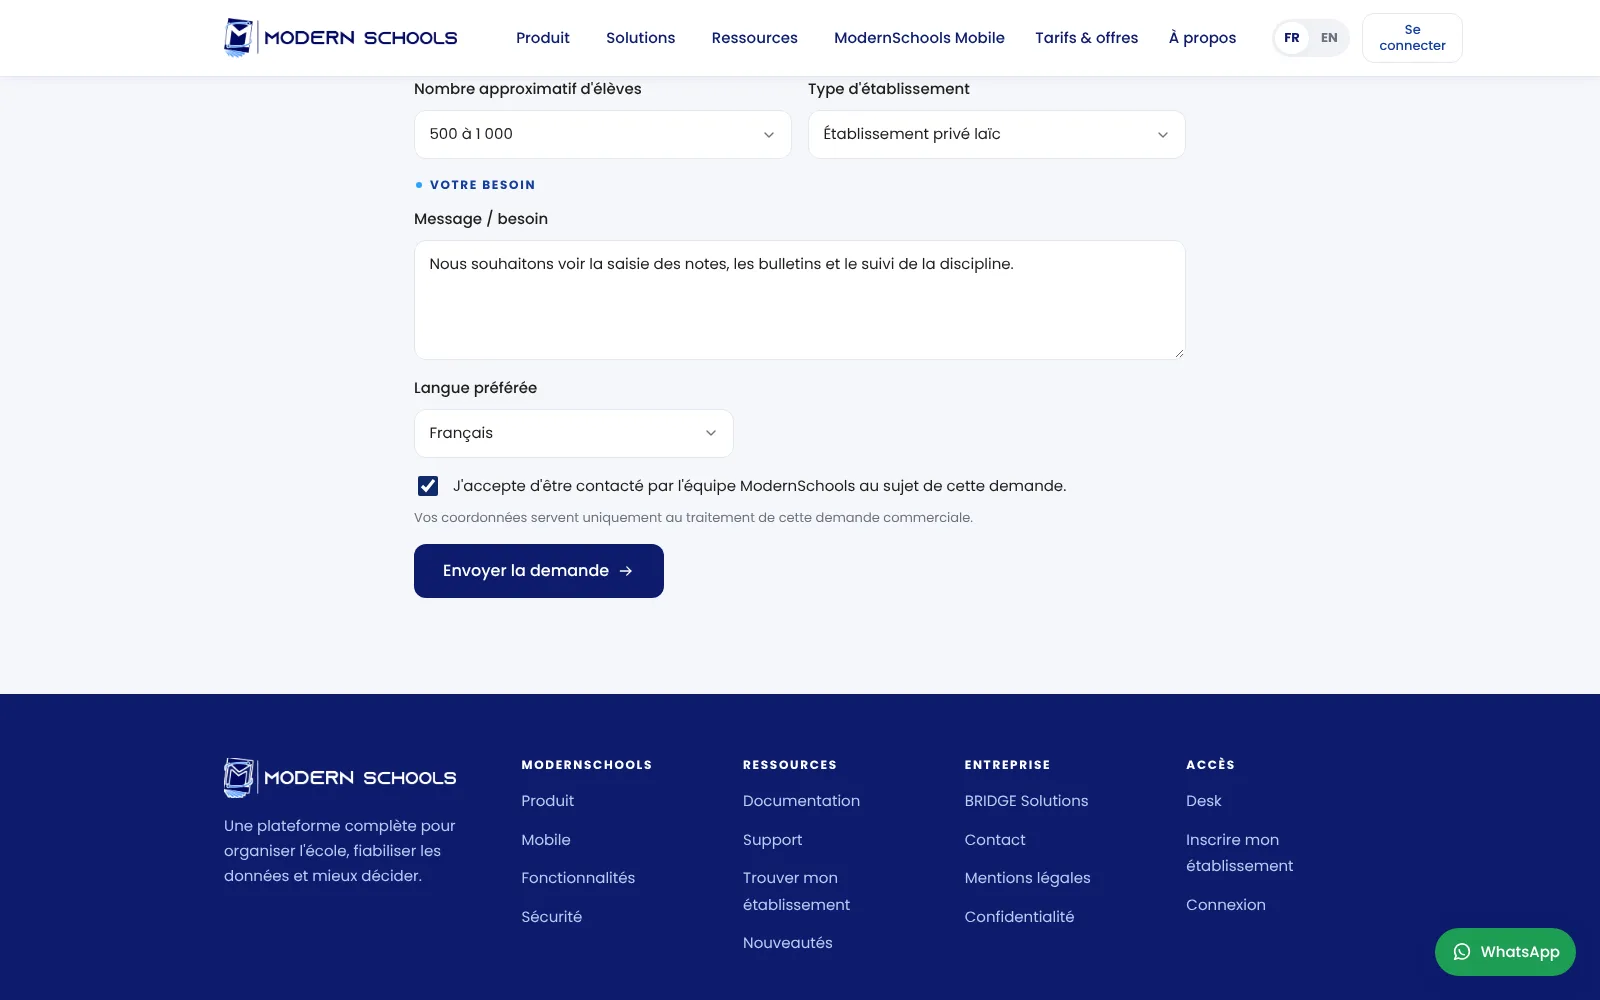 MODERN SCHOOLS
Produit
Solutions
Ressources
ModernSchools Mobile
Tarifs & offres
À propos
FR
EN
Se
connecter
Nombre approximatif d'élèves
Type d'établissement
500 à 1 000
Établissement privé laïc
VOTRE BESOIN
Message / besoin
Nous souhaitons voir la saisie des notes, les bulletins et le suivi de la discipline.
Langue préférée
Français
J'accepte d'être contacté par l'équipe ModernSchools au sujet de cette demande.
Vos coordonnées servent uniquement au traitement de cette demande commerciale.
Envoyer la demande →
MODERN SCHOOLS
Une plateforme complète pour
organiser l'école, fiabiliser les
données et mieux décider.
MODERNSCHOOLS
Produit
Mobile
Fonctionnalités
Sécurité
RESSOURCES
Documentation
Support
Trouver mon
établissement
Nouveautés
ENTREPRISE
BRIDGE Solutions
Contact
Mentions légales
Confidentialité
ACCÈS
Desk
Inscrire mon
établissement
Connexion
WhatsApp